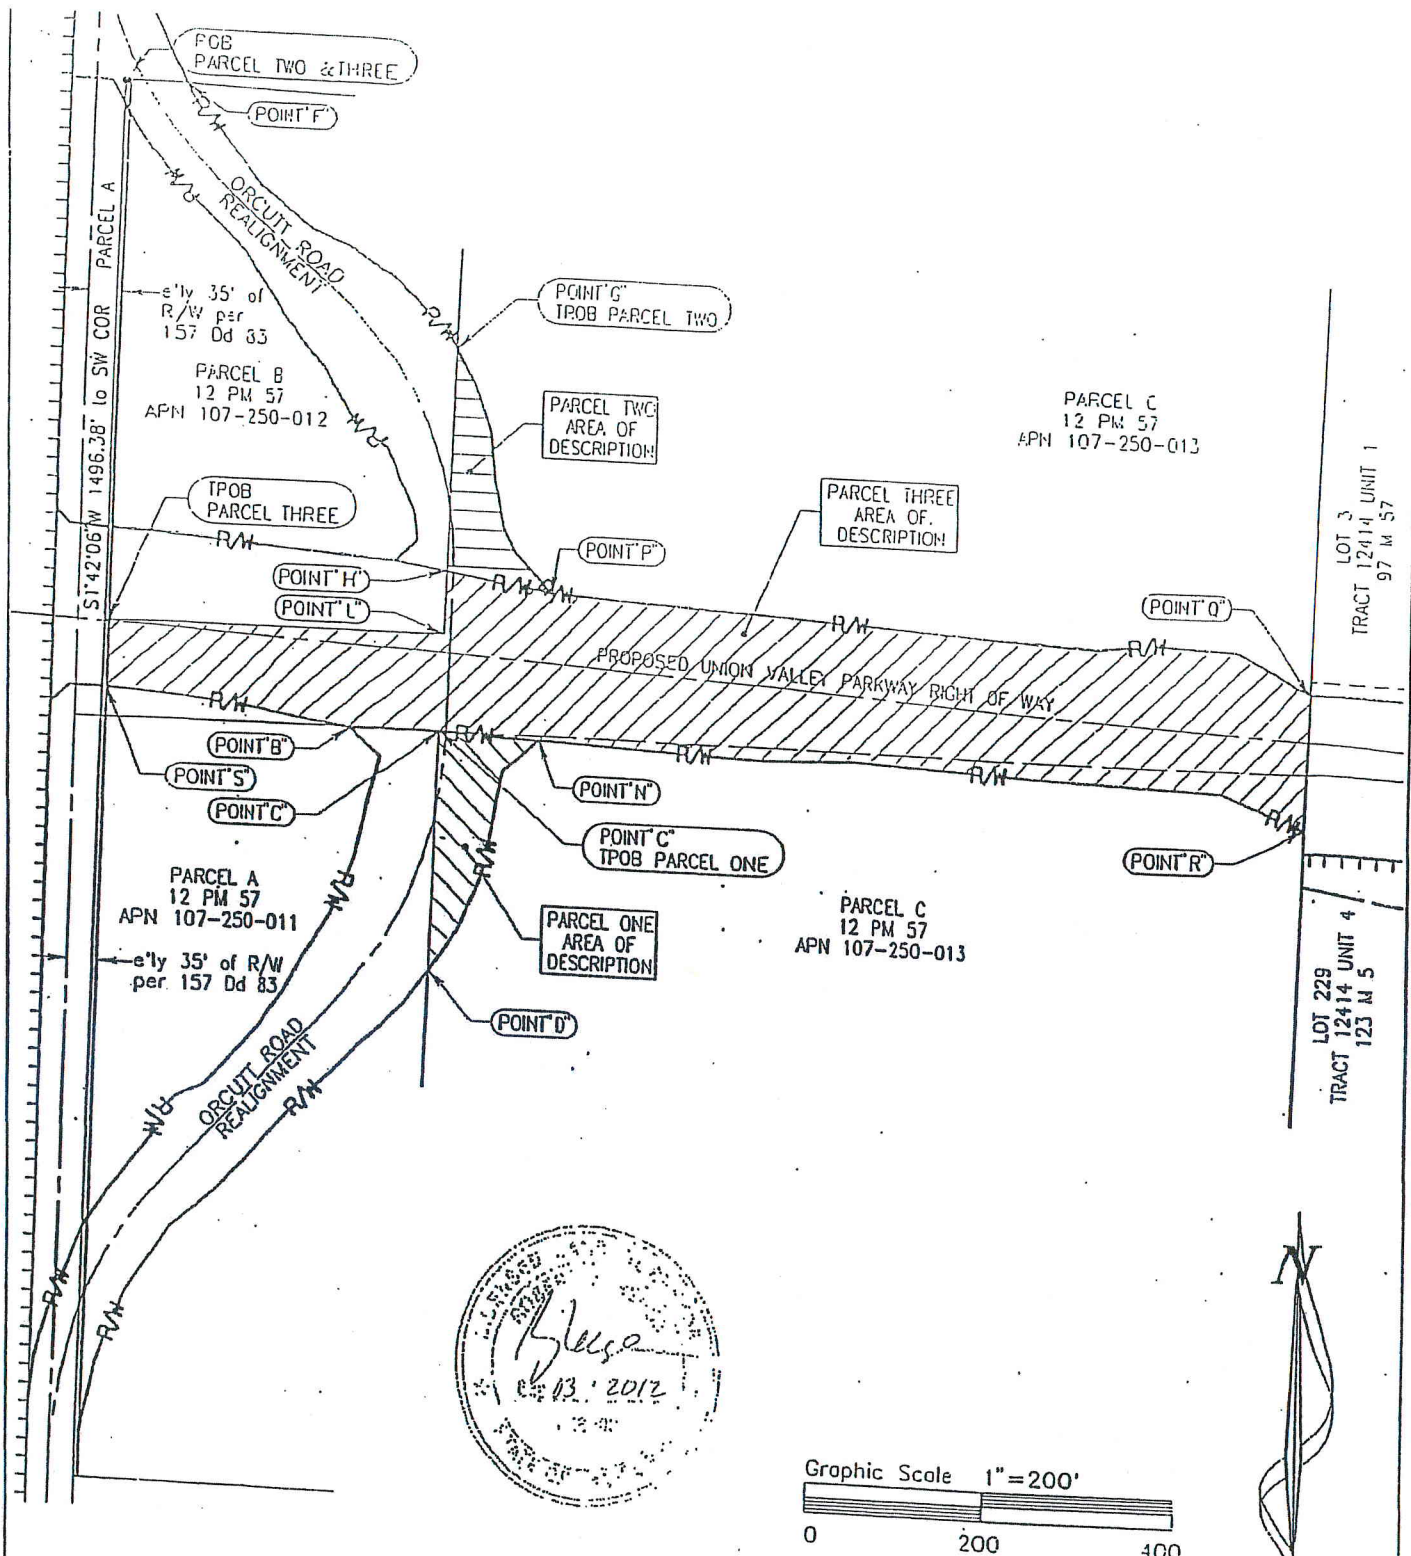 POB
PARCEL TWO & THREE
POINT"F"
ORCUTT ROAD
REALIGNMENT
R/W
R/W
S1°42'06"W 1496.38' to SW COR PARCEL A
e'ly 35' of
R/W per
157 Dd 83
POINT"G"
TPOB PARCEL TWO
R/W
PARCEL B
12 PM 57
APN 107-250-012
R/W
PARCEL TWO
AREA OF
DESCRIPTION
PARCEL C
12 PM 57
APN 107-250-013
LOT 3
TRACT 12414 UNIT 1
97 M 57
TPOB
PARCEL THREE
PARCEL THREE
AREA OF
DESCRIPTION
R/W
POINT"P"
POINT"H"
R/W
R/W
POINT"L"
POINT"Q"
R/W
R/W
PROPOSED UNION VALLEY PARKWAY RIGHT OF WAY
R/W
POINT"B"
R/W
R/W
R/W
POINT"S"
POINT"C"
POINT"N"
R/W
POINT"C"
TPOB PARCEL ONE
R/W
POINT"R"
PARCEL A
12 PM 57
APN 107-250-011
R/W
PARCEL ONE
AREA OF
DESCRIPTION
PARCEL C
12 PM 57
APN 107-250-013
e'ly 35' of R/W
per 157 Dd 83
POINT"D"
LOT 229
TRACT 12414 UNIT 4
123 M 5
ORCUTT ROAD
REALIGNMENT
R/W
R/W
R/W
R/W
N
2012
Graphic Scale 1"=200'
0 200 400